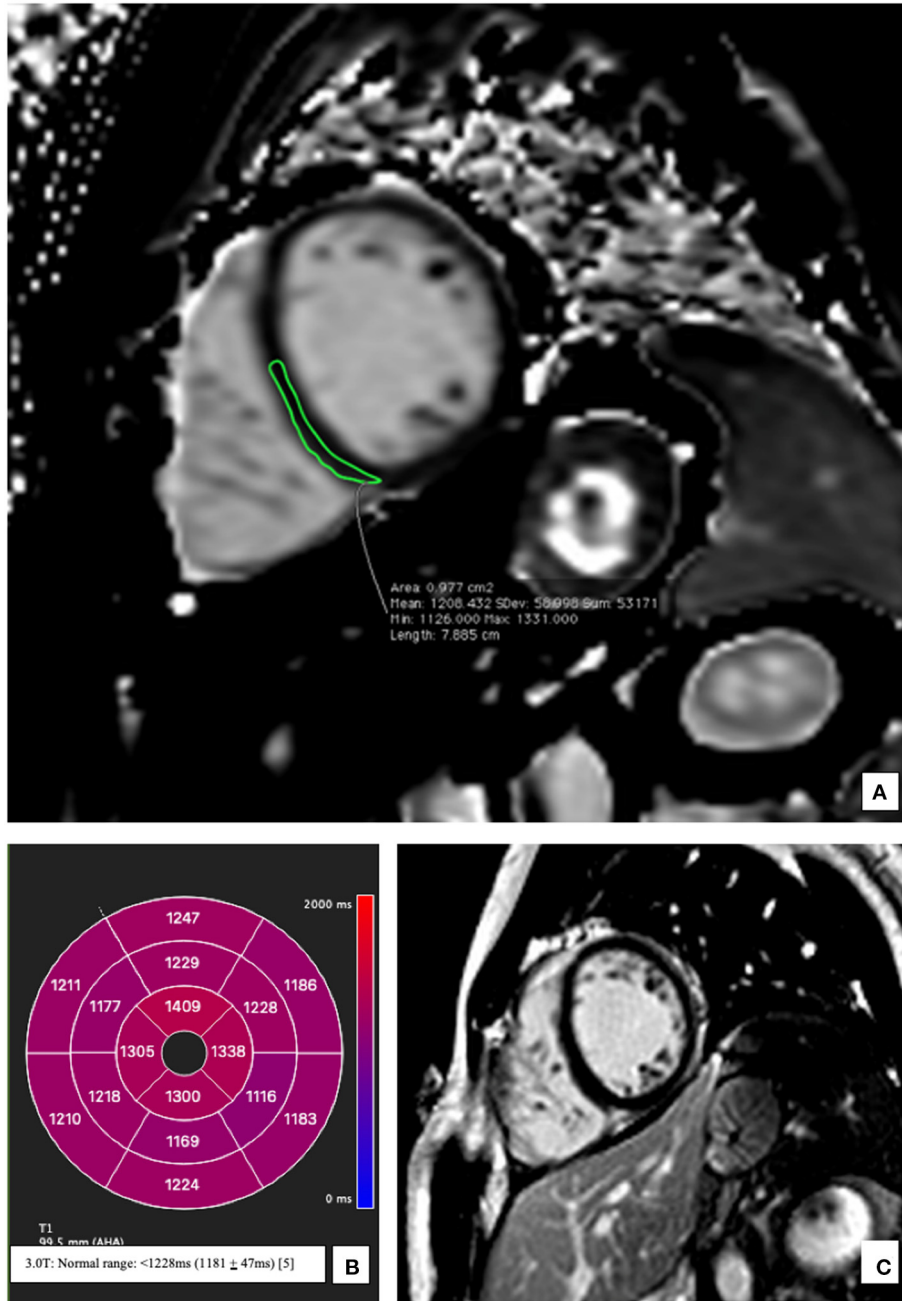 Area: 0.977 cm2
Mean: 1208.432 SDev: 58.998 Sum: 53171
Min: 1126.000 Max: 1331.000
Length: 7.885 cm
A
2000 ms
1247
1211
1229
1186
1177
1409
1228
1305
1338
1218
1300
1116
1210
1169
1183
1224
0 ms
T1
99.5 mm (AHA)
3.0T: Normal range: <1228ms (1181 ± 47ms) [5]
B
C